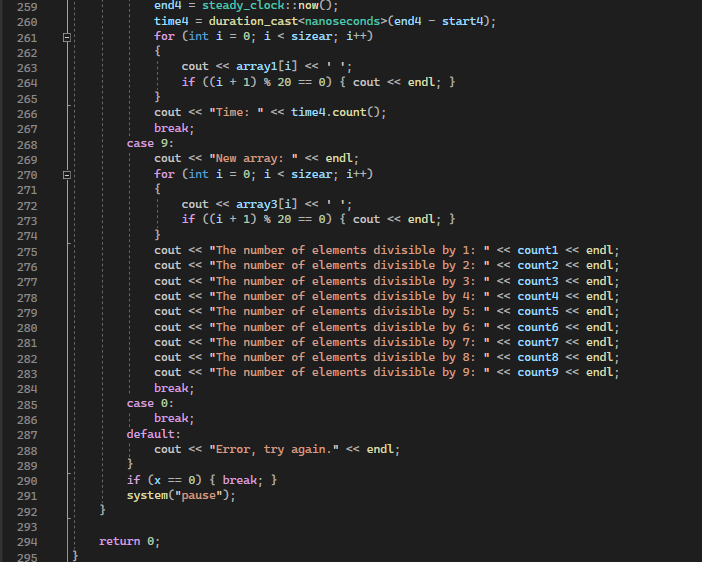 259 end4 = steady_clock::now();
260 time4 = duration_cast<nanoseconds>(end4 - start4);
261 for (int i = 0; i < sizear; i++)
262 {
263 cout << array1[i] << ' ';
264 if ((i + 1) % 20 == 0) { cout << endl; }
265 }
266 cout << "Time: " << time4.count();
267 break;
268 case 9:
269 cout << "New array: " << endl;
270 for (int i = 0; i < sizear; i++)
271 {
272 cout << array3[i] << ' ';
273 if ((i + 1) % 20 == 0) { cout << endl; }
274 }
275 cout << "The number of elements divisible by 1: " << count1 << endl;
276 cout << "The number of elements divisible by 2: " << count2 << endl;
277 cout << "The number of elements divisible by 3: " << count3 << endl;
278 cout << "The number of elements divisible by 4: " << count4 << endl;
279 cout << "The number of elements divisible by 5: " << count5 << endl;
280 cout << "The number of elements divisible by 6: " << count6 << endl;
281 cout << "The number of elements divisible by 7: " << count7 << endl;
282 cout << "The number of elements divisible by 8: " << count8 << endl;
283 cout << "The number of elements divisible by 9: " << count9 << endl;
284 break;
285 case 0:
286 break;
287 default:
288 cout << "Error, try again." << endl;
289 }
290 if (x == 0) { break; }
291 system("pause");
292 }
293
294 return 0;
295 }